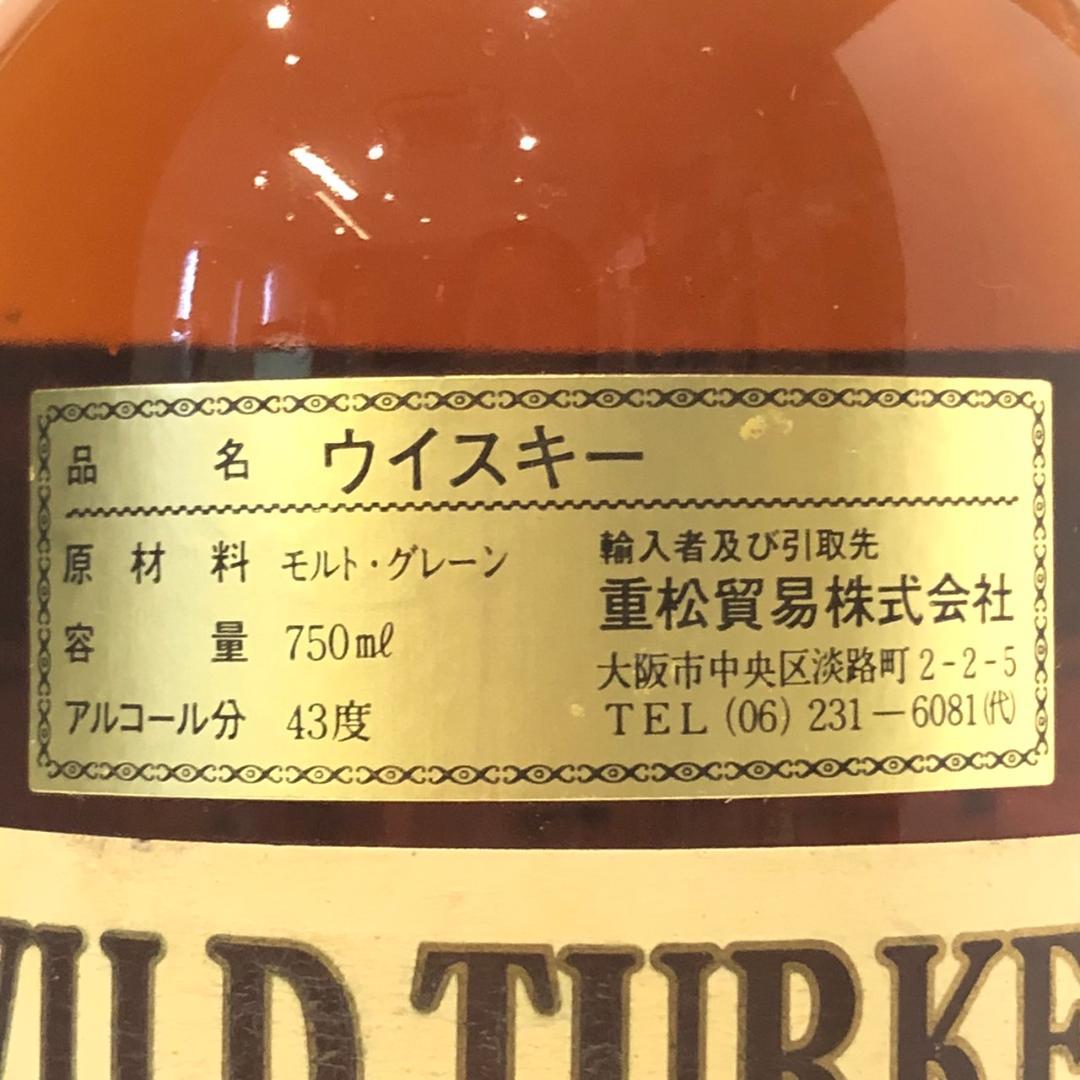 品名 ウイスキー
原材料 モルト・グレーン
容量 750ml
アルコール分 43度
輸入者及び引取先
重松貿易株式会社
大阪市中央区淡路町2-2-5
TEL (06) 231-6081(代)
WILD TURKE